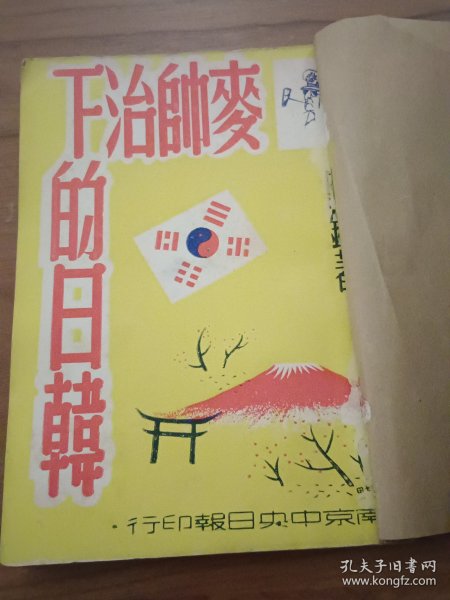 麥帥治下
的日韓
著
南京中央日報印行·
孔夫子旧书网
www.kongfz.com